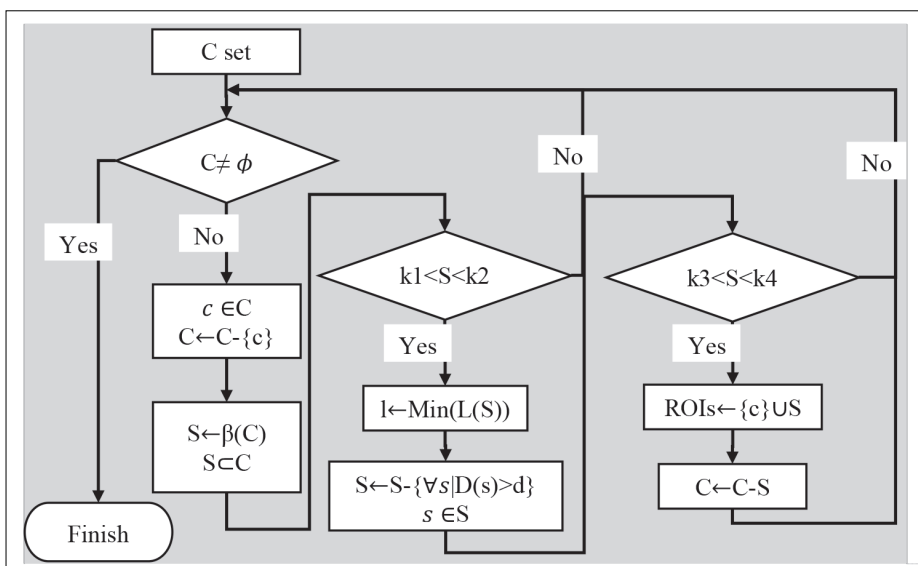 C set
C≠ ϕ
Yes
No
c ∈C
C←C-{c}
S←β(C)
S⊂C
Finish
k1<S<k2
No
Yes
l←Min(L(S))
S←S-{∀s|D(s)>d}
s ∈S
k3<S<k4
No
Yes
ROIs←{c}∪S
C←C-S